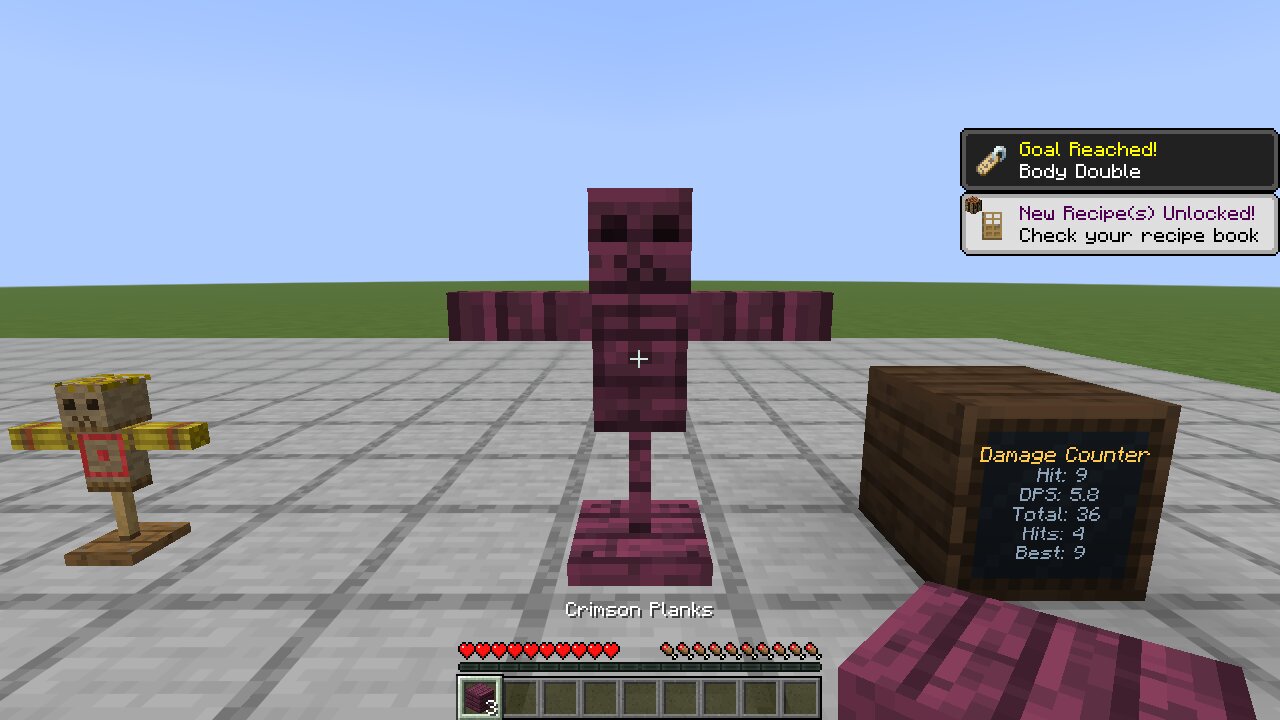 Goal Reached!
Body Double
New Recipe(s) Unlocked!
Check your recipe book
Damage Counter
Hit: 9
DPS: 5.8
Total: 36
Hits: 4
Best: 9
Crimson Planks
3